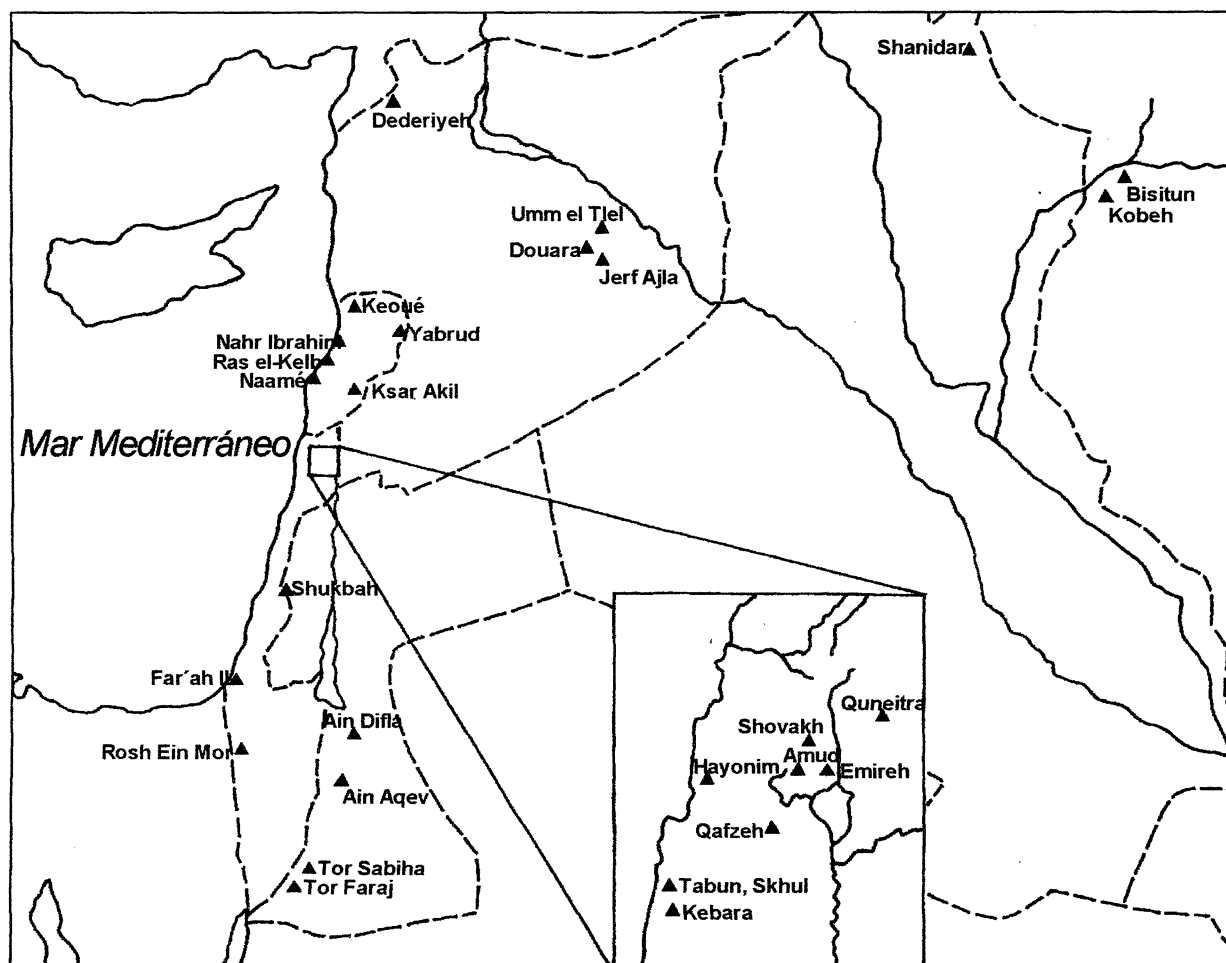 Shanidar
Dederiyeh
Bisitun
Kobeh
Umm el Tlel
Douara
Jerf Ajla
Keoué
Yabrud
Nahr Ibrahim
Ras el-Kelb
Naamé
Ksar Akil
Mar Mediterráneo
Shukbah
Far´ah II
Ain Difla
Rosh Ein Mor
Ain Aqev
Tor Sabiha
Tor Faraj
Quneitra
Shovakh
Amud
Hayonim
Emireh
Qafzeh
Tabun, Skhul
Kebara